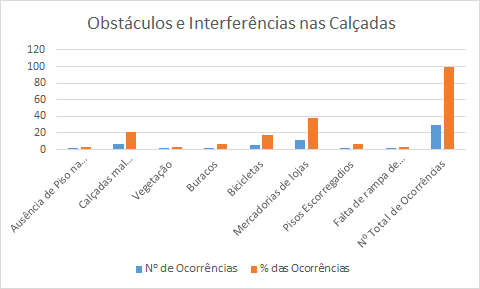 Obstáculos e Interferências nas Calçadas
120
100
80
60
40
20
0
Ausência de Piso na...
Calçadas mal...
Vegetação
Buracos
Bicicletas
Mercadorias de lojas
Pisos Escorregadios
Falta de rampa de...
Nº Total de Ocorrências
Nº de Ocorrências
% das Ocorrências